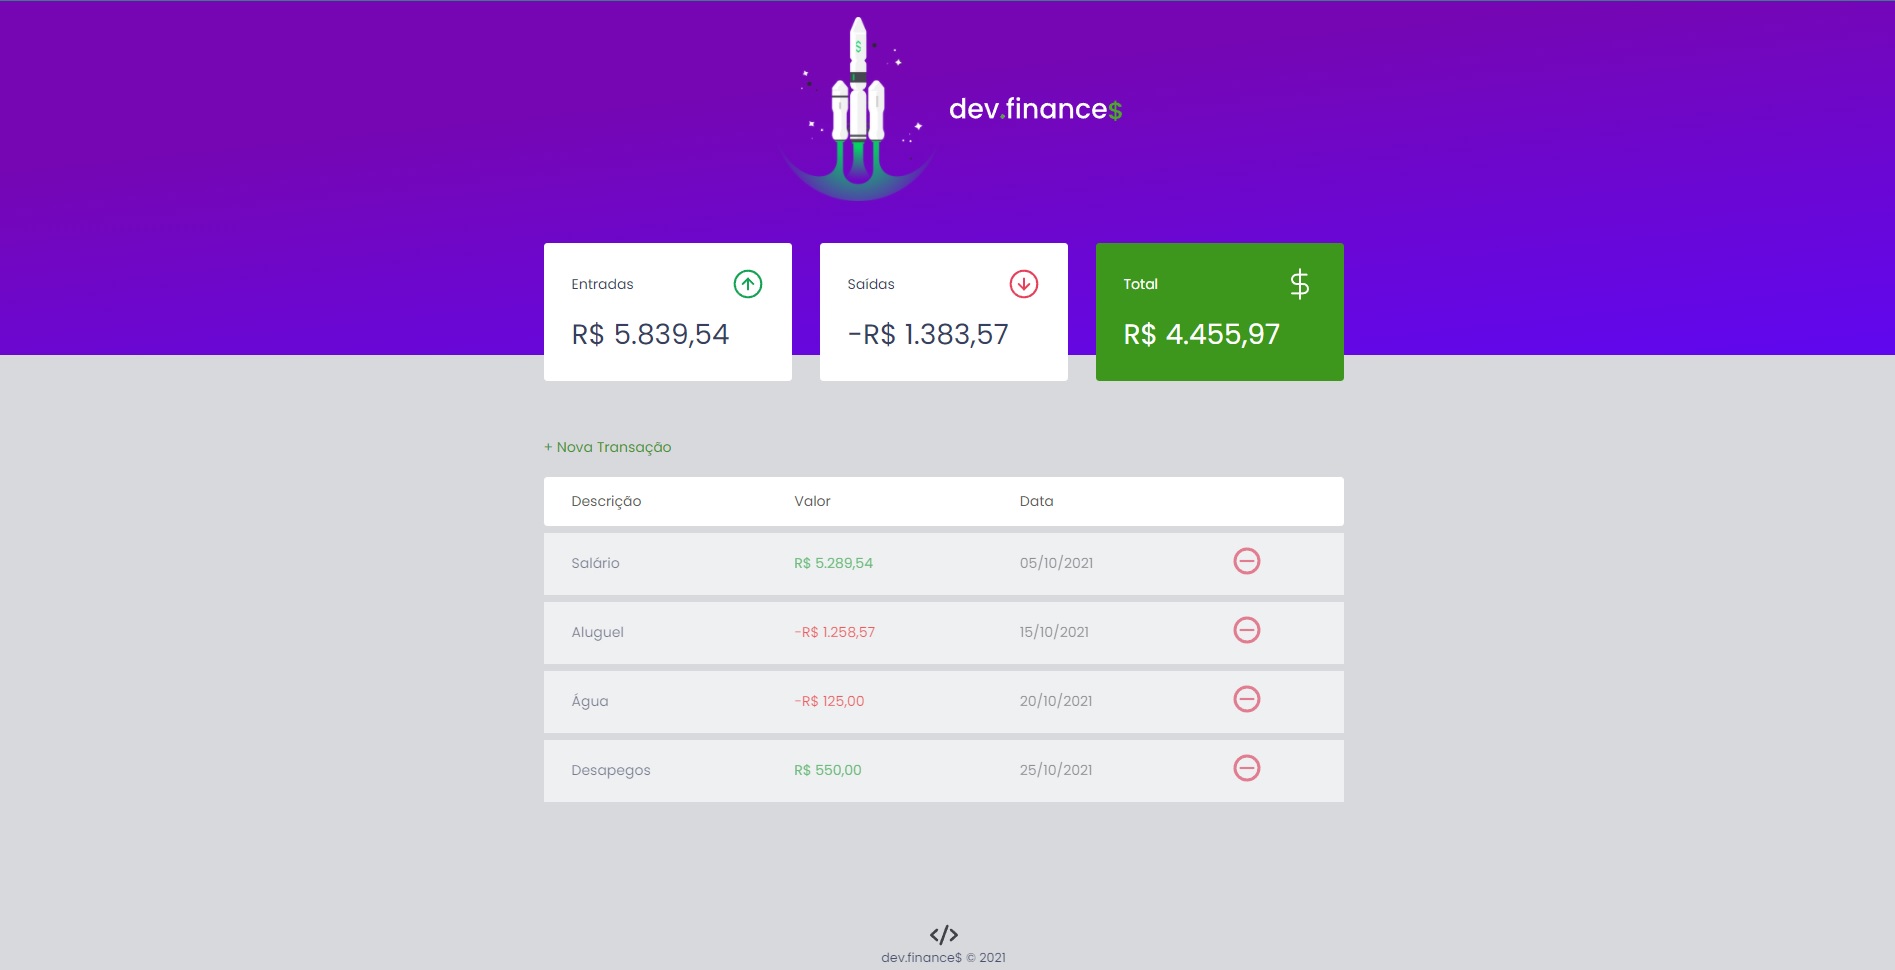 $
dev.finance$
Entradas
R$ 5.839,54
Saídas
-R$ 1.383,57
Total
$
R$ 4.455,97
+ Nova Transação
Descrição Valor Data
Salário R$ 5.289,54 05/10/2021
Aluguel -R$ 1.258,57 15/10/2021
Água -R$ 125,00 20/10/2021
Desapegos R$ 550,00 25/10/2021
</>
dev.finance$ © 2021